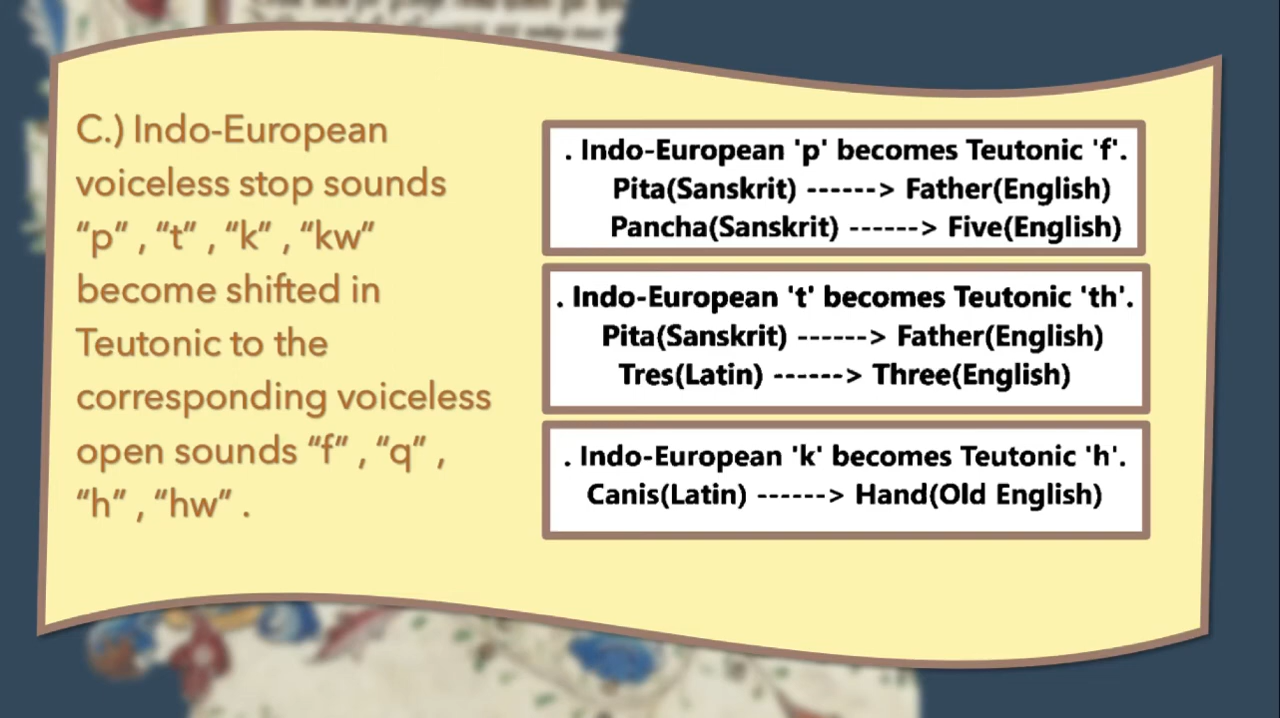 C.) Indo-European
voiceless stop sounds
“p” , “t” , “k” , “kw”
become shifted in
Teutonic to the
corresponding voiceless
open sounds “f” , “q” ,
“h” , “hw” .
. Indo-European 'p' becomes Teutonic 'f'.
Pita(Sanskrit) ------> Father(English)
Pancha(Sanskrit) ------> Five(English)
. Indo-European 't' becomes Teutonic 'th'.
Pita(Sanskrit) ------> Father(English)
Tres(Latin) ------> Three(English)
. Indo-European 'k' becomes Teutonic 'h'.
Canis(Latin) ------> Hand(Old English)